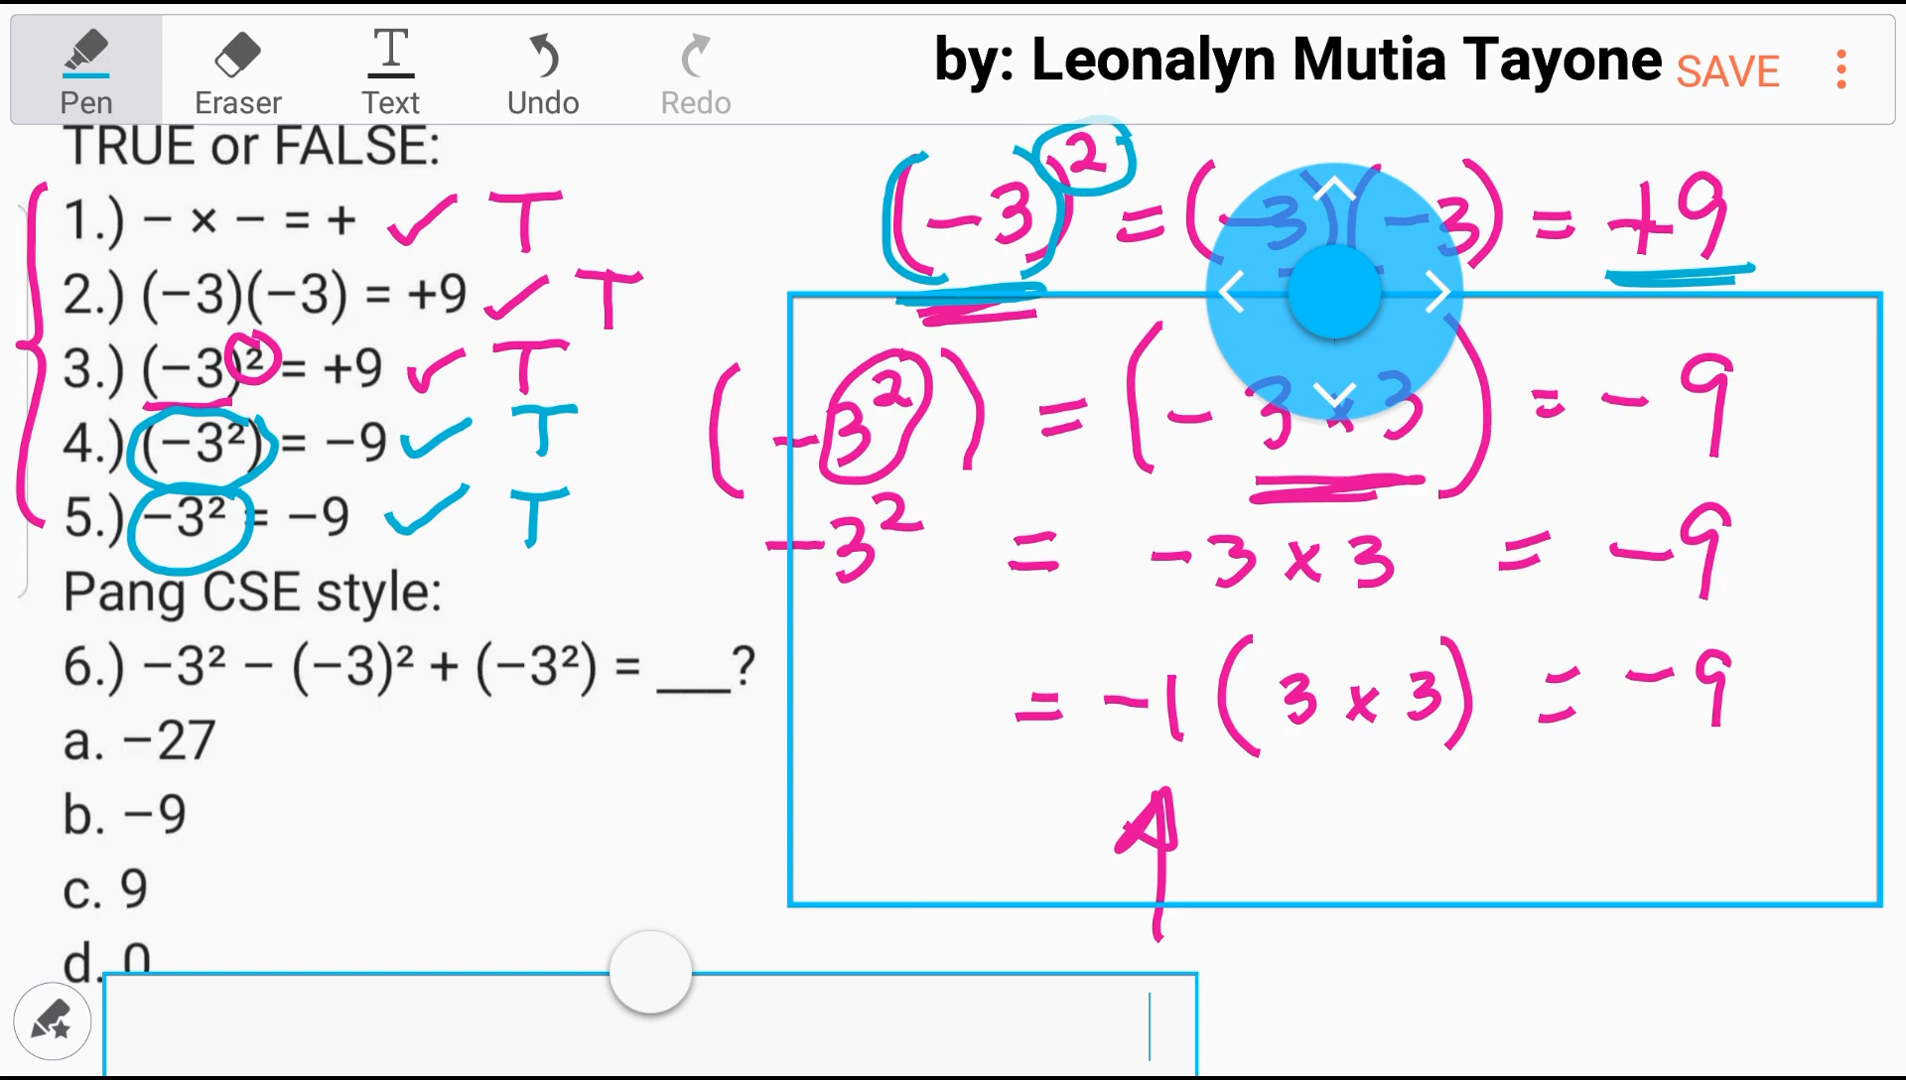 Pen Eraser Text Undo Redo by: Leonalyn Mutia Tayone SAVE
TRUE or FALSE:
1.) − × − = + ✓ T
2.) (−3)(−3) = +9 ✓ T
3.) (−3)² = +9 ✓ T
4.) (−3²) = −9 ✓ T
5.) −3² = −9 ✓ T
Pang CSE style:
6.) −3² − (−3)² + (−3²) = ___?
a. −27
b. −9
c. 9
d. 0
(−3)² = (−3)(−3) = +9
(−3²) = (−3×3) = −9
−3² = −3×3 = −9
= −1(3×3) = −9